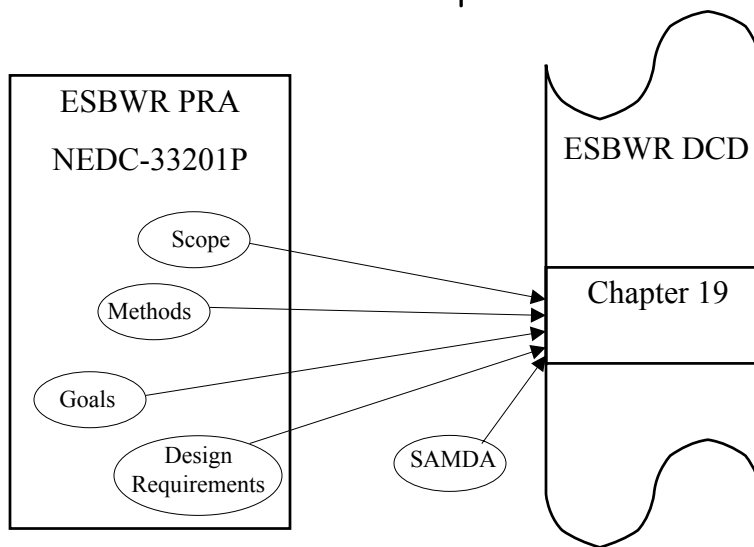 ESBWR PRA
NEDC-33201P
Scope
Methods
Goals
Design
Requirements
SAMDA
ESBWR DCD
Chapter 19